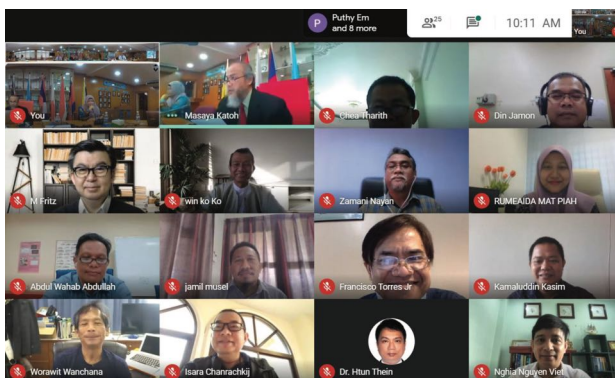 P
Puthy Em
and 8 more
25
10:11 AM
You
You
Masaya Katoh
Chea Tharith
Din Jamon
M Fritz
win ko Ko
Zamani Nayan
RUMEAIDA MAT PIAH
Abdul Wahab Abdullah
jamil musel
Francisco Torres Jr
Kamaluddin Kasim
Worawit Wanchana
Isara Chanrachkij
Dr. Htun Thein
Nghia Nguyen Viet